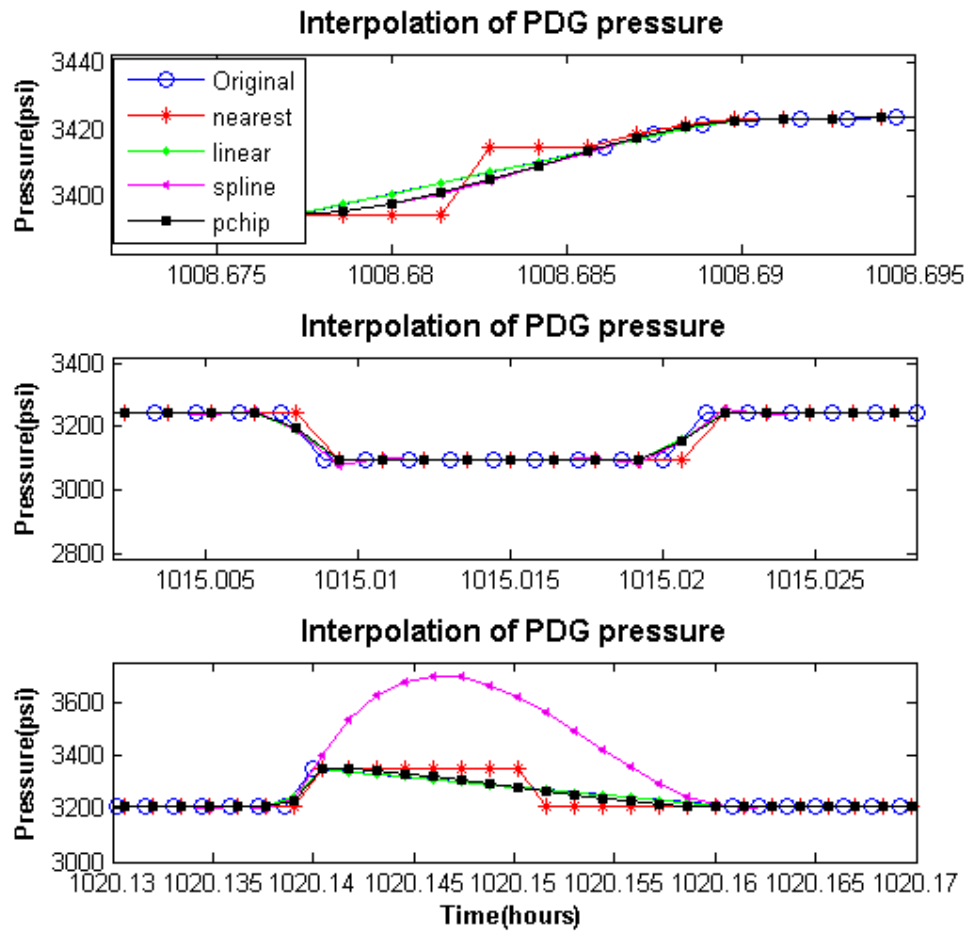 Interpolation of PDG pressure
Pressure(psi)
3440
3420
3400
Original
nearest
linear
spline
pchip
1008.675 1008.68 1008.685 1008.69 1008.695
Interpolation of PDG pressure
Pressure(psi)
3400
3200
3000
2800
1015.005 1015.01 1015.015 1015.02 1015.025
Interpolation of PDG pressure
Pressure(psi)
3600
3400
3200
3000
1020.13 1020.135 1020.14 1020.145 1020.15 1020.155 1020.16 1020.165 1020.17
Time(hours)